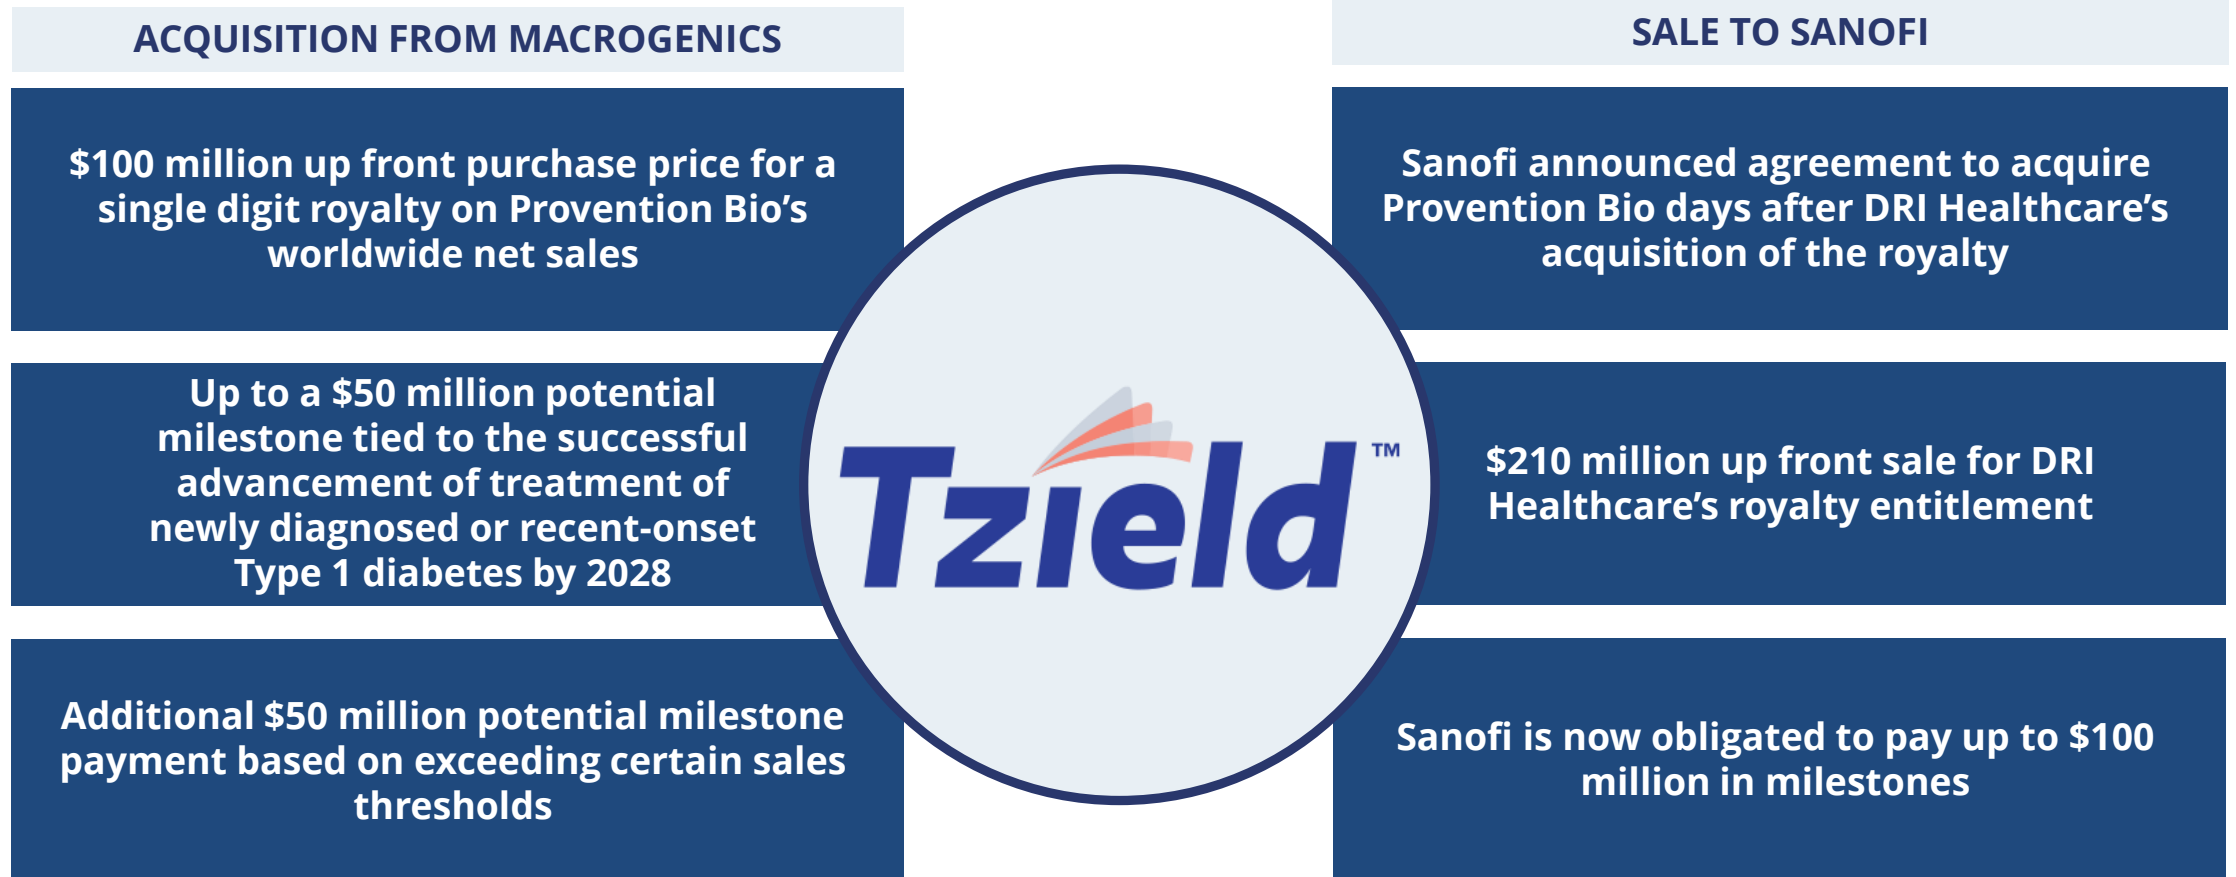 ACQUISITION FROM MACROGENICS
$100 million up front purchase price for a
single digit royalty on Provention Bio’s
worldwide net sales
Up to a $50 million potential
milestone tied to the successful
advancement of treatment of
newly diagnosed or recent-onset
Type 1 diabetes by 2028
Additional $50 million potential milestone
payment based on exceeding certain sales
thresholds
Tzield™
SALE TO SANOFI
Sanofi announced agreement to acquire
Provention Bio days after DRI Healthcare’s
acquisition of the royalty
$210 million up front sale for DRI
Healthcare’s royalty entitlement
Sanofi is now obligated to pay up to $100
million in milestones